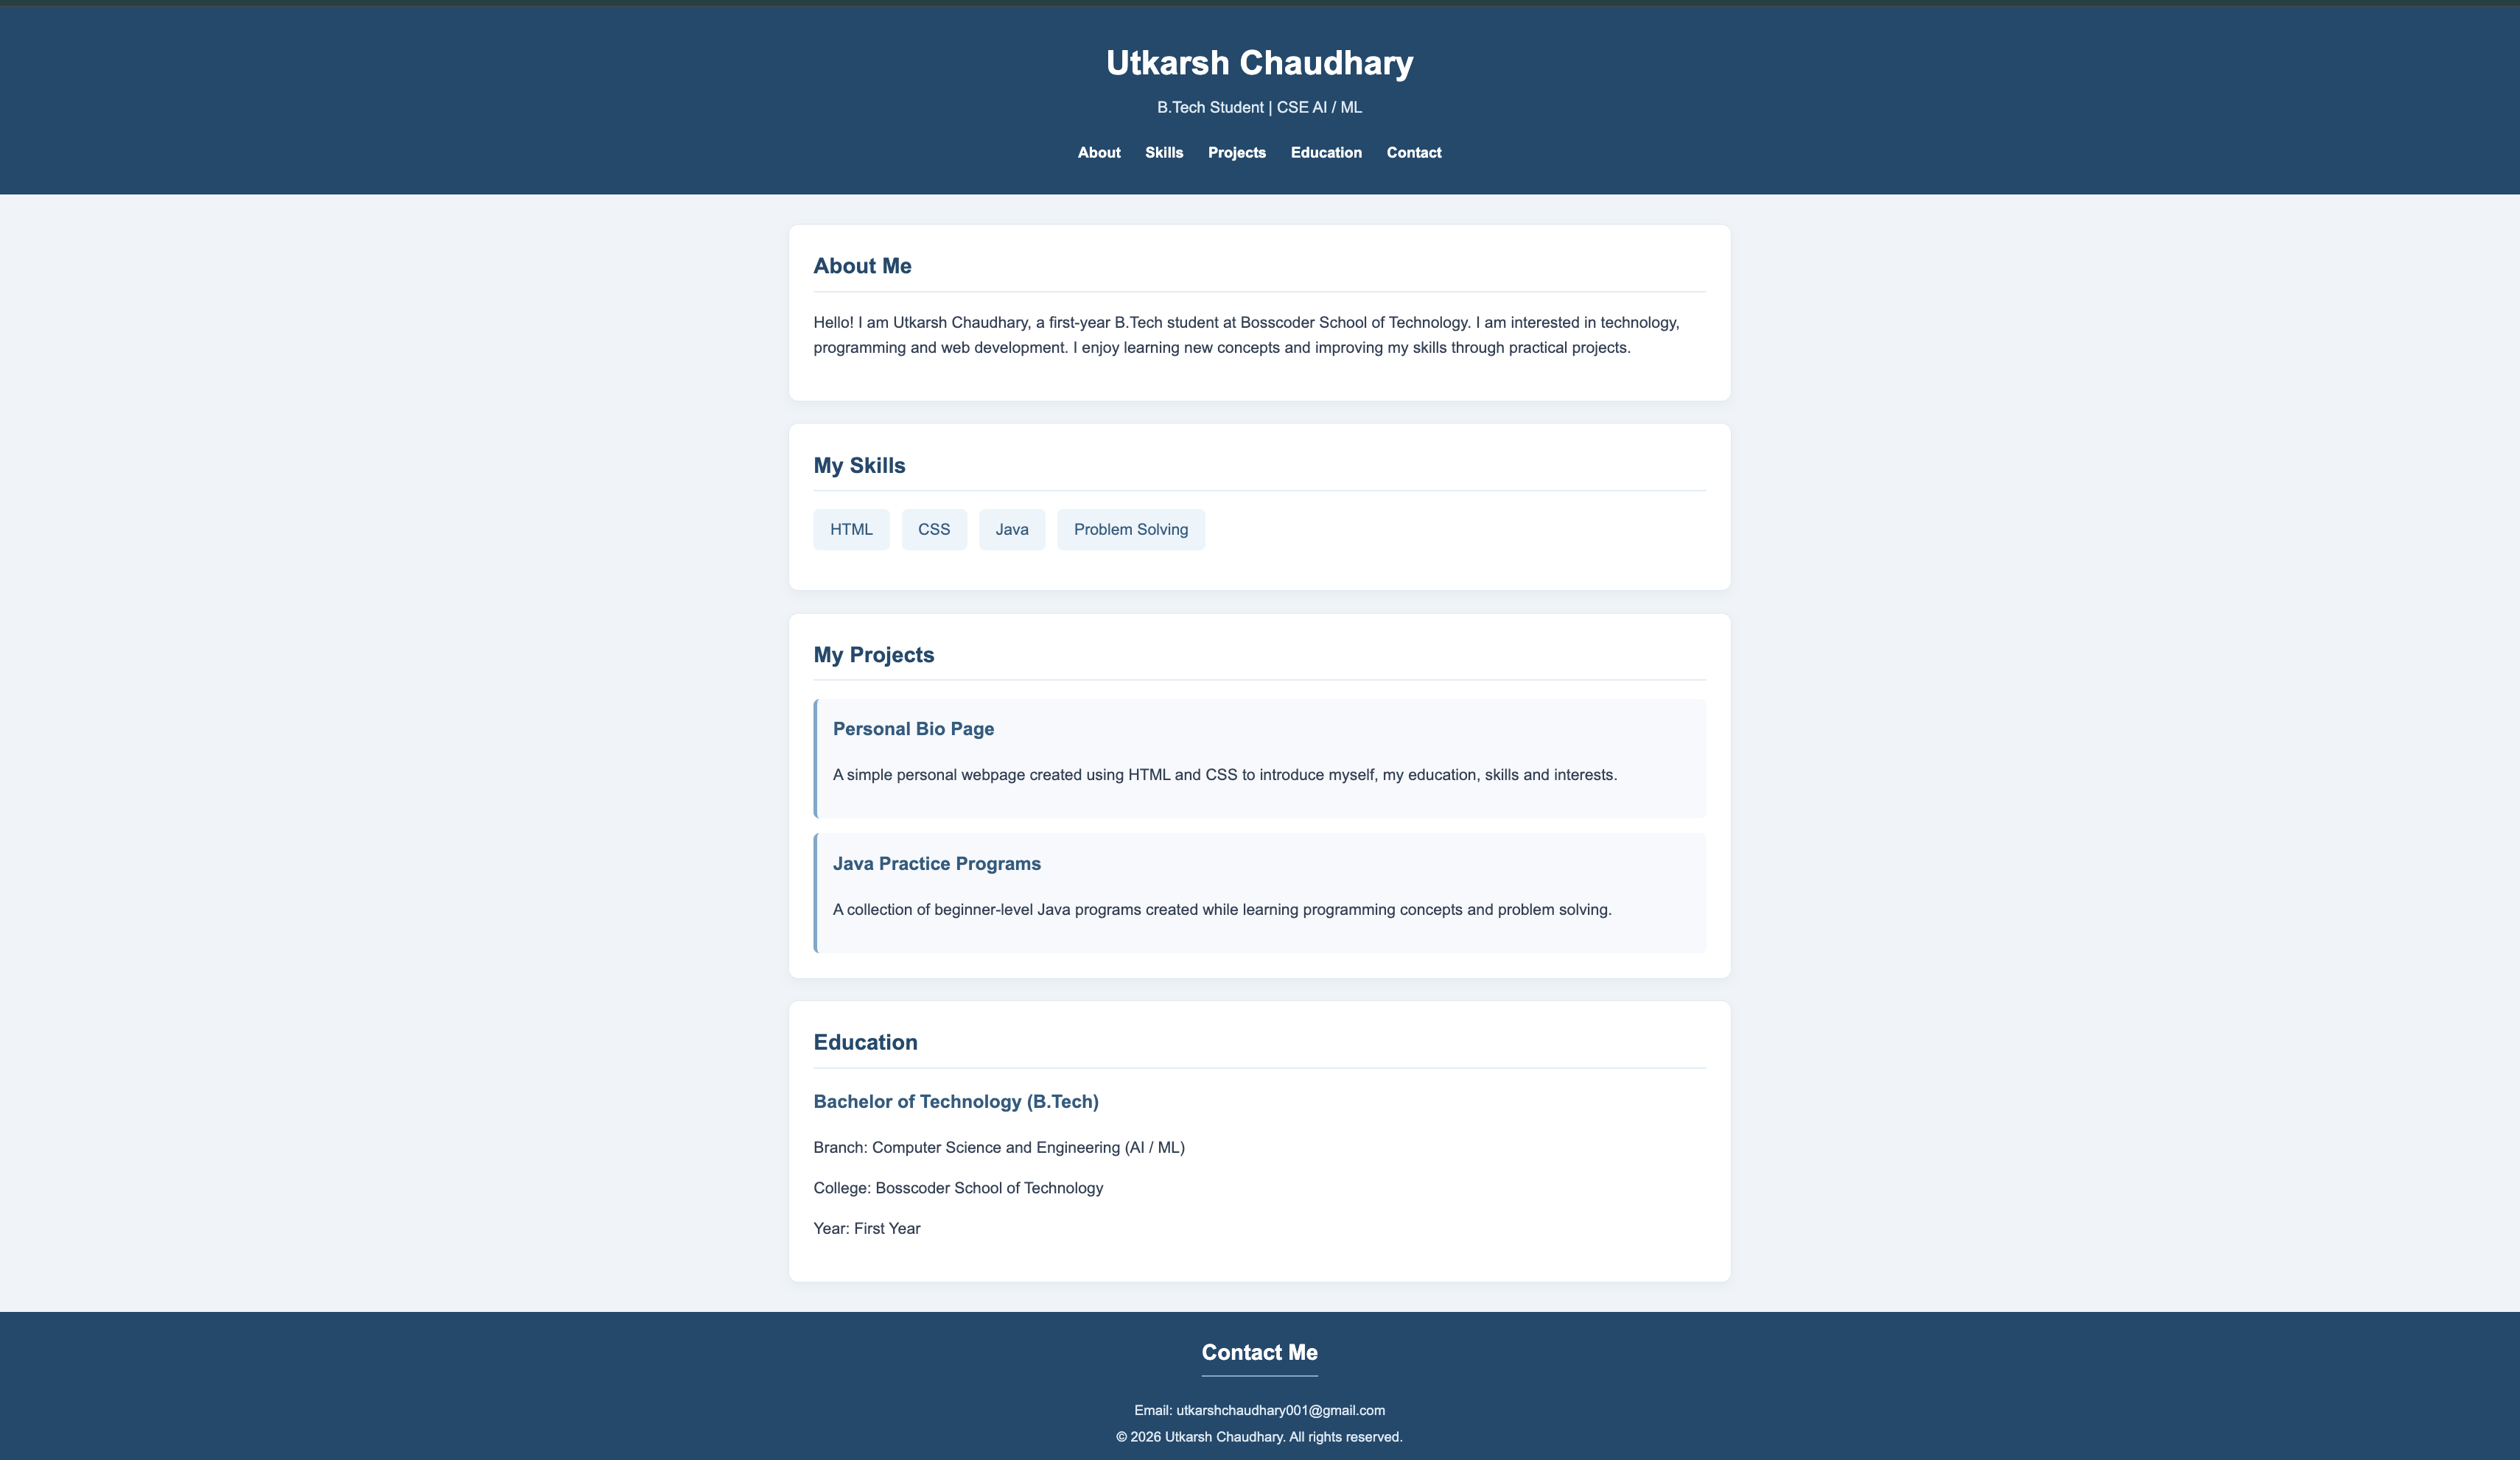 Utkarsh Chaudhary
B.Tech Student | CSE AI / ML
About Skills Projects Education Contact
About Me
Hello! I am Utkarsh Chaudhary, a first-year B.Tech student at Bosscoder School of Technology. I am interested in technology,
programming and web development. I enjoy learning new concepts and improving my skills through practical projects.
My Skills
HTML CSS Java Problem Solving
My Projects
Personal Bio Page
A simple personal webpage created using HTML and CSS to introduce myself, my education, skills and interests.
Java Practice Programs
A collection of beginner-level Java programs created while learning programming concepts and problem solving.
Education
Bachelor of Technology (B.Tech)
Branch: Computer Science and Engineering (AI / ML)
College: Bosscoder School of Technology
Year: First Year
Contact Me
Email: utkarshchaudhary001@gmail.com
© 2026 Utkarsh Chaudhary. All rights reserved.